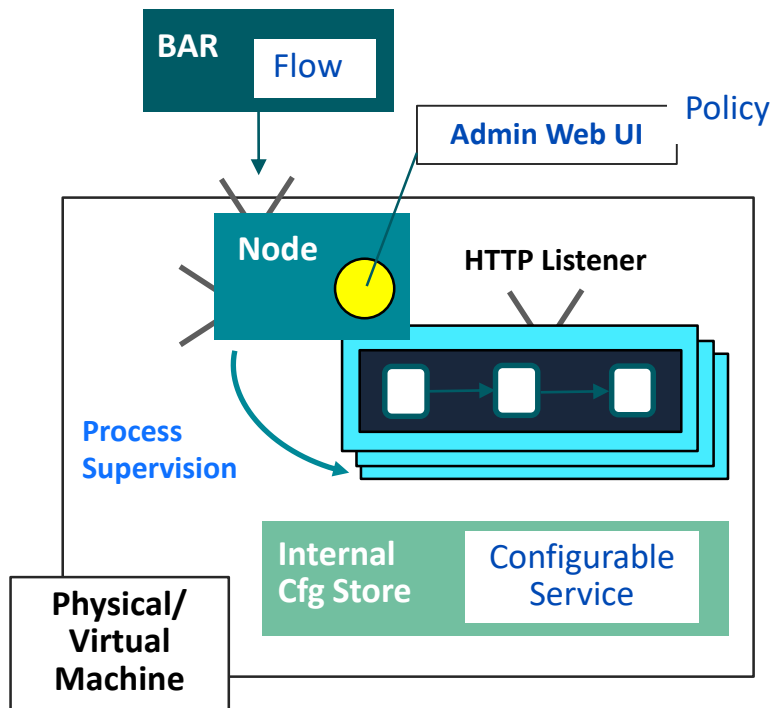 BAR
Flow
Policy
Admin Web UI
Node
HTTP Listener
Process
Supervision
Internal
Cfg Store
Configurable
Service
Physical/
Virtual
Machine